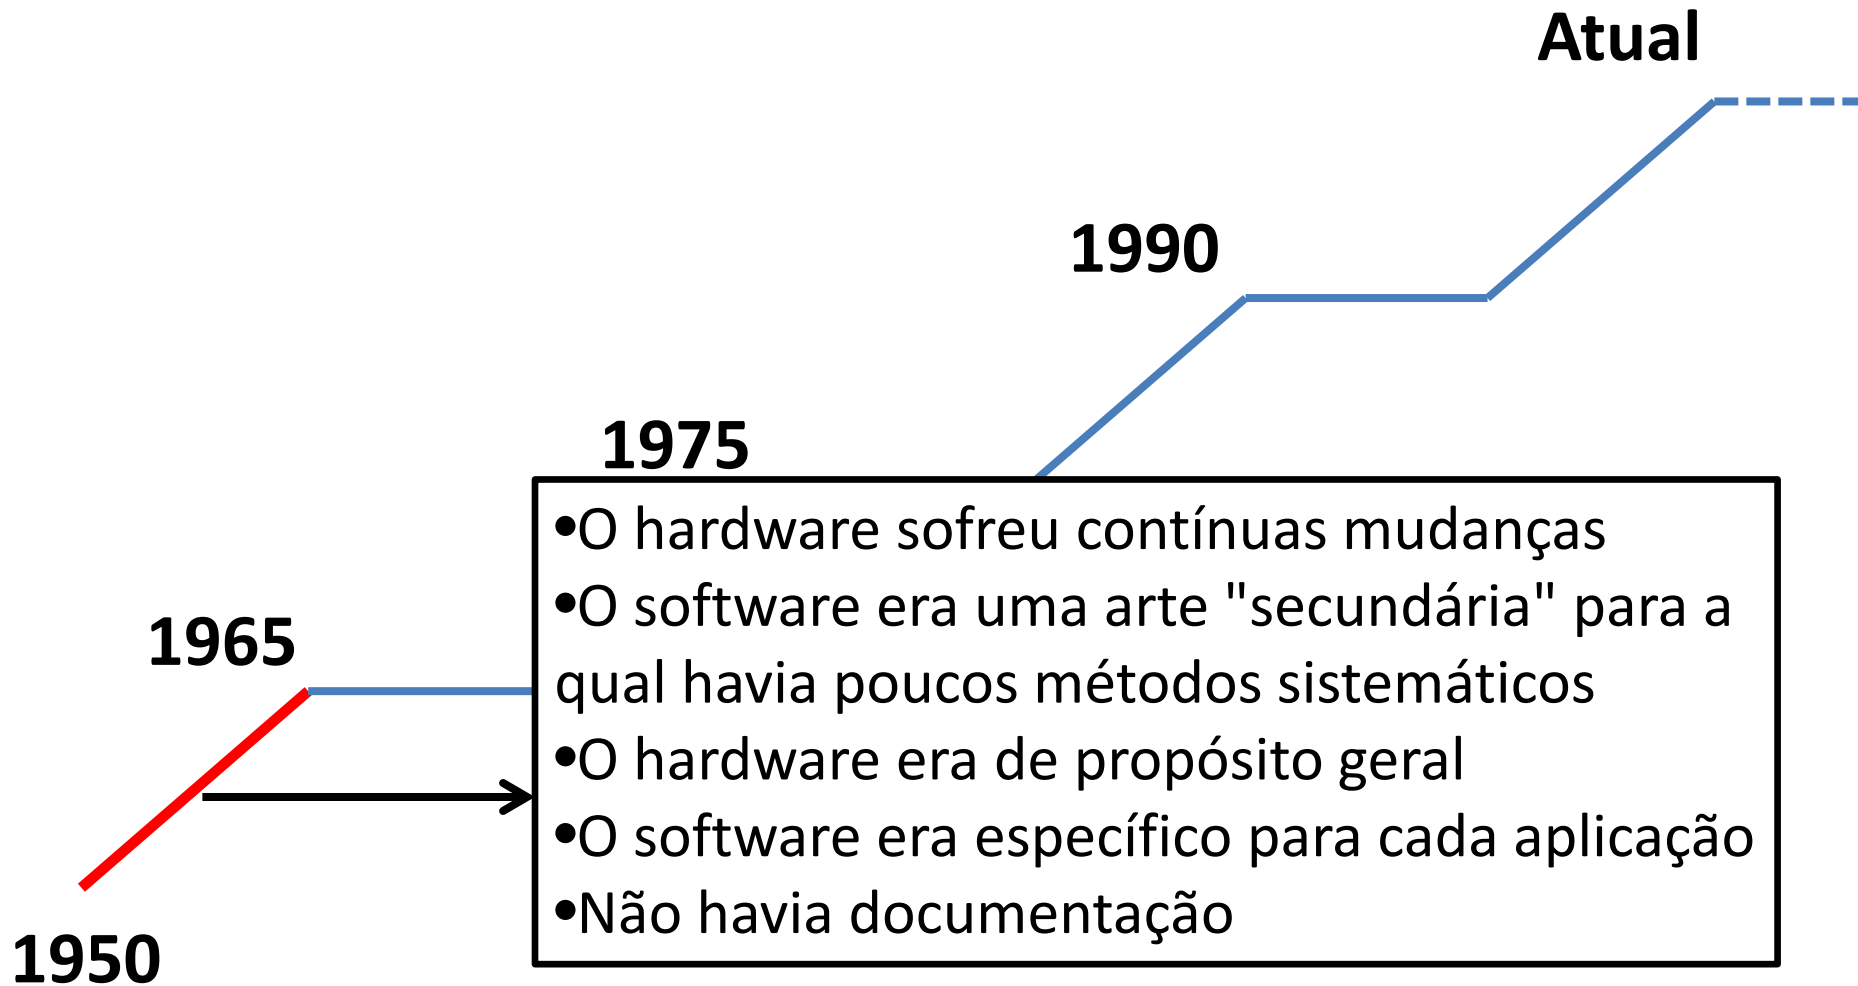 Atual
1990
1975
•O hardware sofreu contínuas mudanças
•O software era uma arte "secundária" para a
qual havia poucos métodos sistemáticos
•O hardware era de propósito geral
•O software era específico para cada aplicação
•Não havia documentação
1965
1950